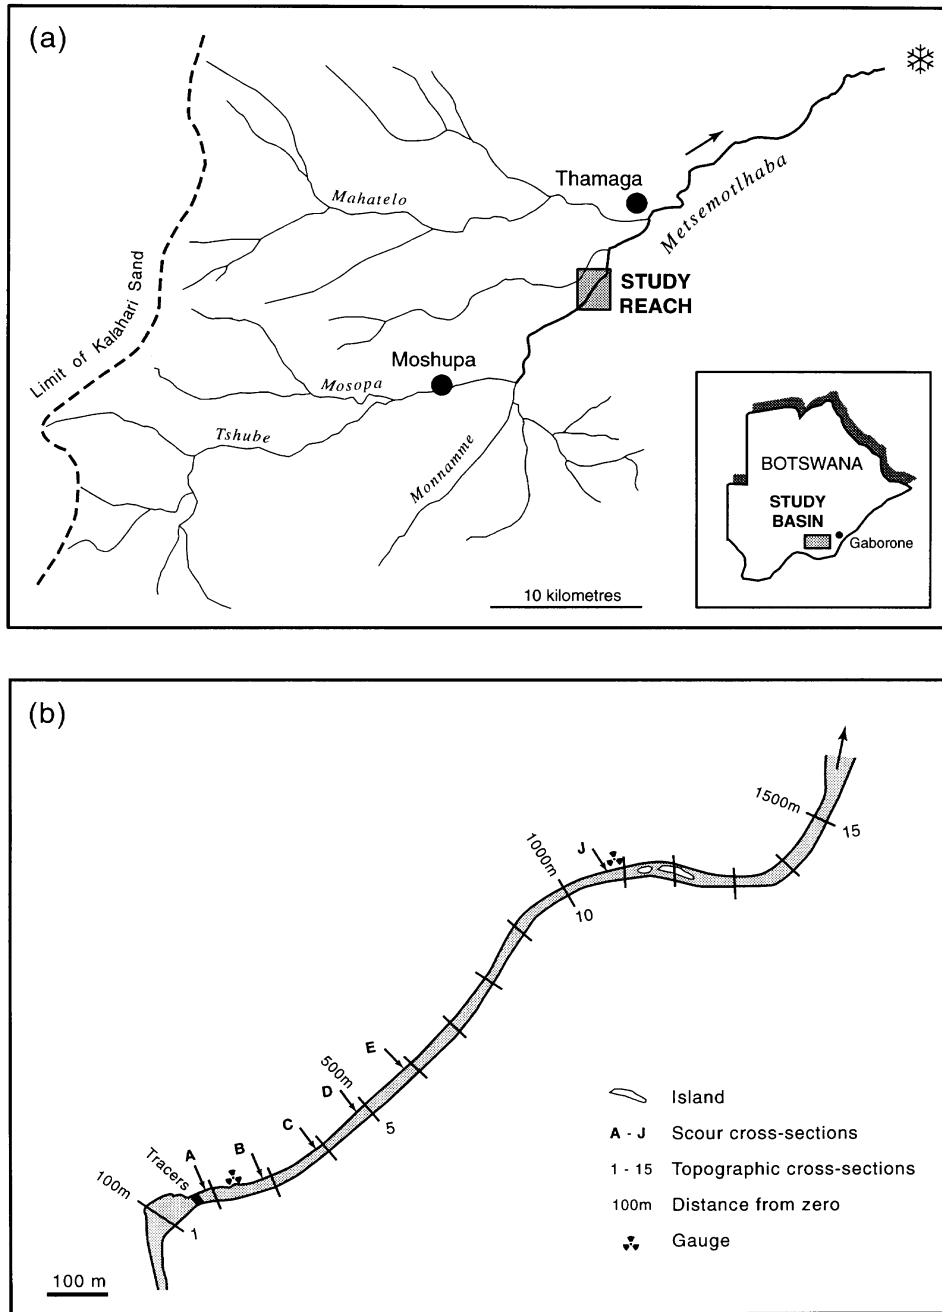 (a)
Thamaga
Mahatelo
Metsemotlhaba
STUDY
REACH
Limit of Kalahari Sand
Moshupa
Mosopa
Tshube
Monnamme
10 kilometres
BOTSWANA
STUDY
BASIN
Gaborone
(b)
1500m
15
J
1000m
10
E
500m
D
5
C
B
A
Tracers
100m
1
Island
A - J Scour cross-sections
1 - 15 Topographic cross-sections
100m Distance from zero
Gauge
100 m